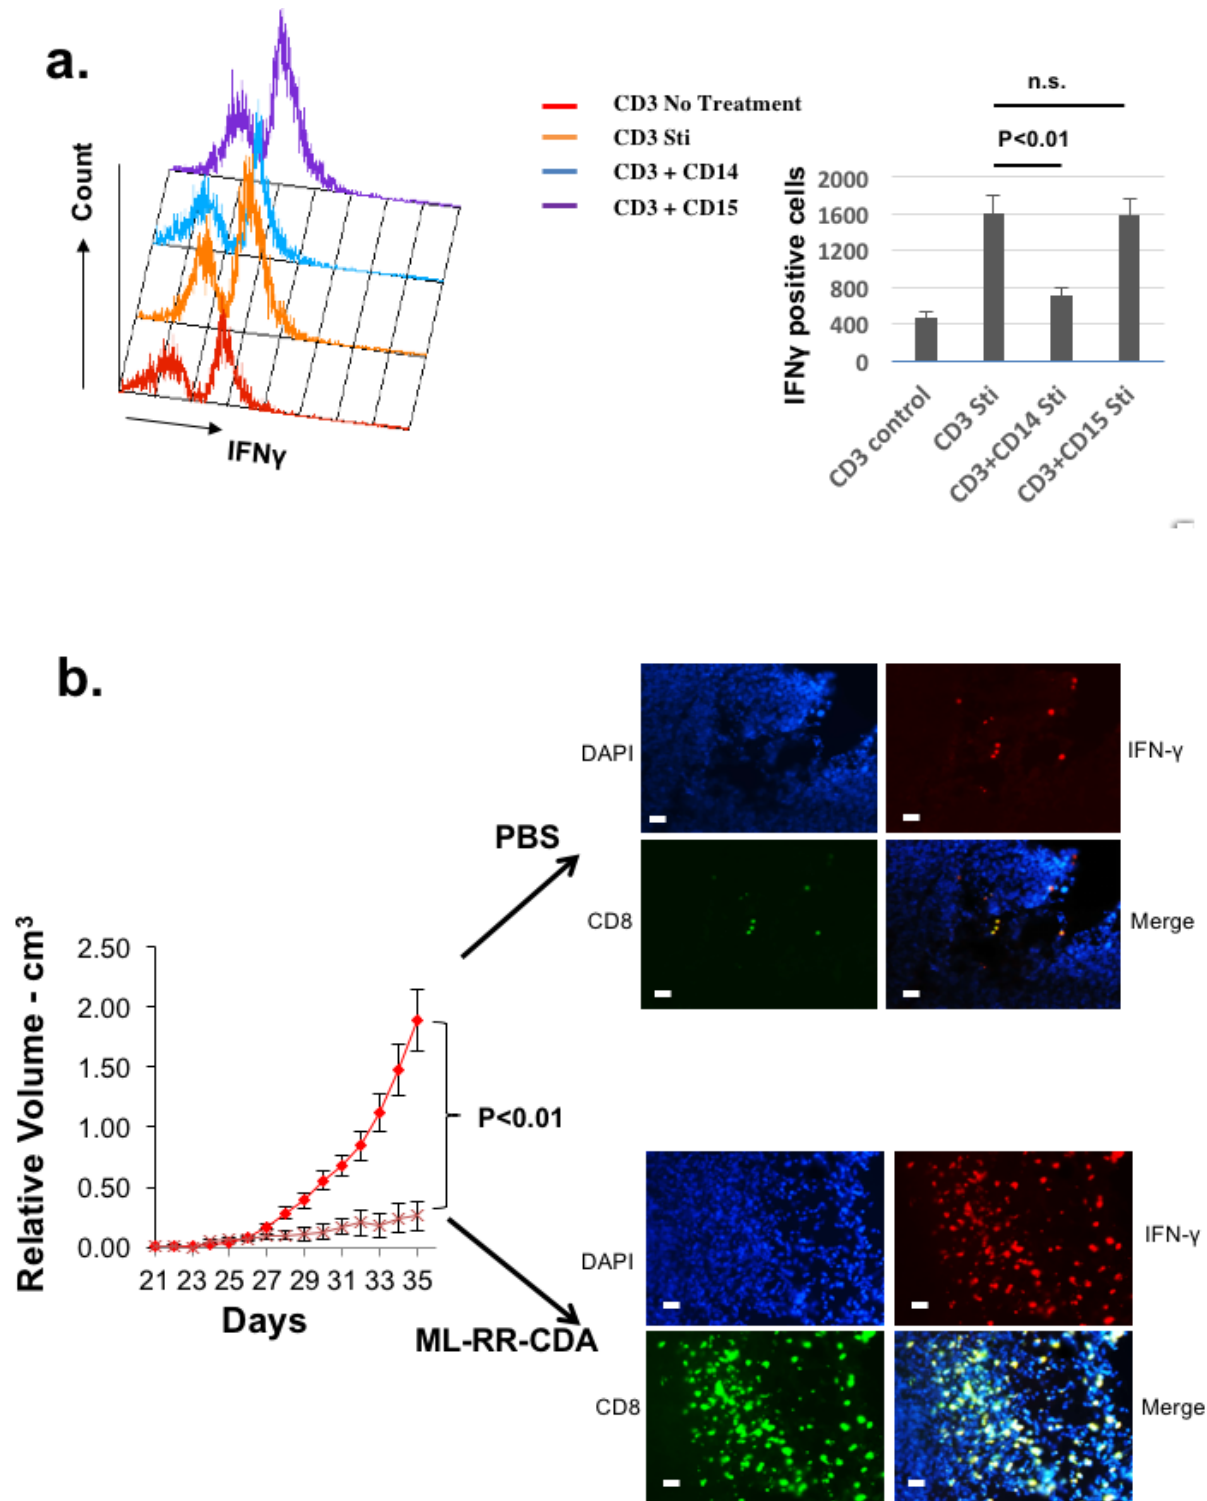 a.
Count
IFNγ
CD3 No Treatment
CD3 Sti
CD3 + CD14
CD3 + CD15
n.s.
P<0.01
IFNγ positive cells
2000
1600
1200
800
400
0
CD3 control
CD3 Sti
CD3+CD14 Sti
CD3+CD15 Sti
b.
DAPI
IFN-γ
PBS
CD8
Merge
Relative Volume - cm³
2.50
2.00
1.50
1.00
0.50
0.00
21 23 25 27 29 31 33 35
Days
P<0.01
ML-RR-CDA
DAPI
IFN-γ
CD8
Merge